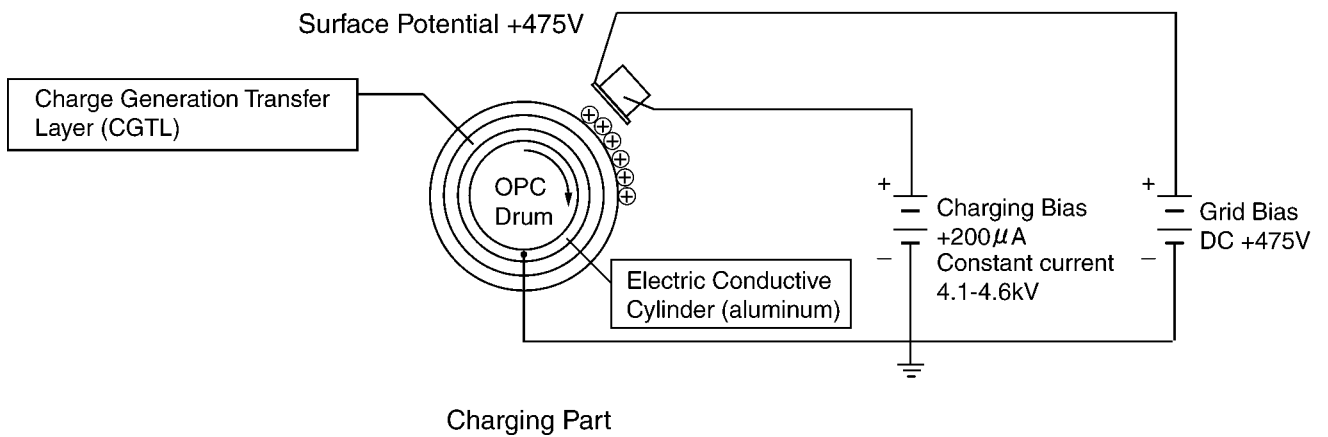 Surface Potential +475V
Charge Generation Transfer
Layer (CGTL)
OPC
Drum
+
Charging Bias
+200μA
Constant current
4.1-4.6kV
−
+
Grid Bias
DC +475V
−
Electric Conductive
Cylinder (aluminum)
Charging Part